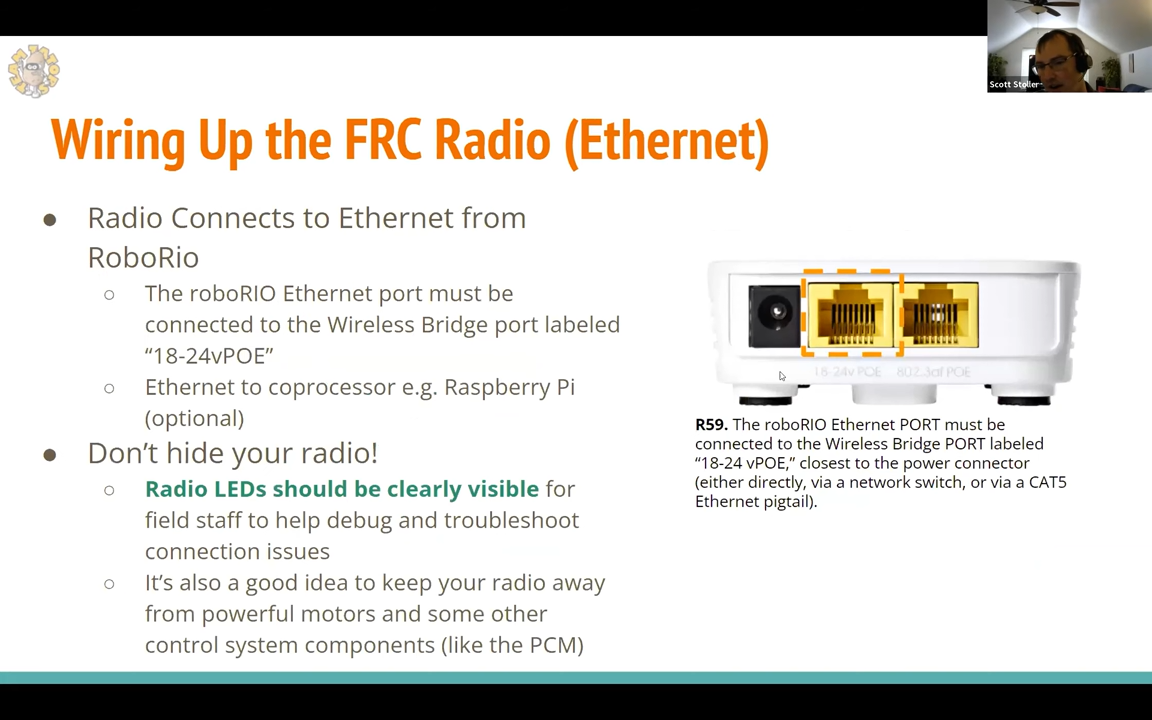 Scott Stoller
Wiring Up the FRC Radio (Ethernet)
● Radio Connects to Ethernet from
RoboRio
○ The roboRIO Ethernet port must be
connected to the Wireless Bridge port labeled
“18-24vPOE”
○ Ethernet to coprocessor e.g. Raspberry Pi
(optional)
● Don’t hide your radio!
○ Radio LEDs should be clearly visible for
field staff to help debug and troubleshoot
connection issues
○ It’s also a good idea to keep your radio away
from powerful motors and some other
control system components (like the PCM)
18-24v POE 802.3af POE
R59. The roboRIO Ethernet PORT must be
connected to the Wireless Bridge PORT labeled
“18-24 vPOE,” closest to the power connector
(either directly, via a network switch, or via a CAT5
Ethernet pigtail).